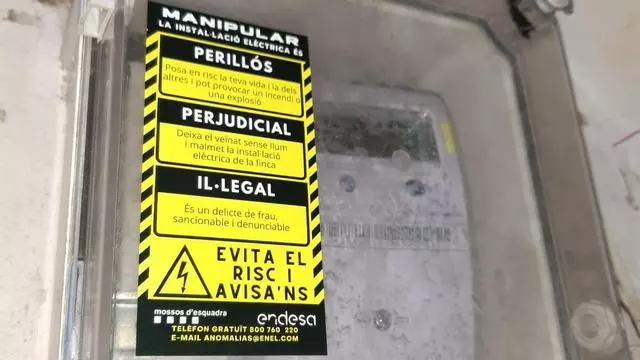 MANIPULAR
LA INSTAL·LACIÓ ELÈCTRICA ÉS
PERILLÓS
Posa en risc la teva vida i la dels
altres i pot provocar un incendi o
una explosió
PERJUDICIAL
Deixa el veïnat sense llum
i malmet la instal·lació
elèctrica de la finca
IL·LEGAL
És un delicte de frau,
sancionable i denunciable
EVITA EL
RISC I
AVISA'NS
mossos d'esquadra
endesa
TELÈFON GRATUÏT 800 760 220
E-MAIL ANOMALIAS@ENEL.COM